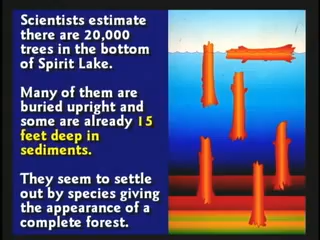 Scientists estimate
there are 20,000
trees in the bottom
of Spirit Lake.
Many of them are
buried upright and
some are already 15
feet deep in
sediments.
They seem to settle
out by species giving
the appearance of a
complete forest.